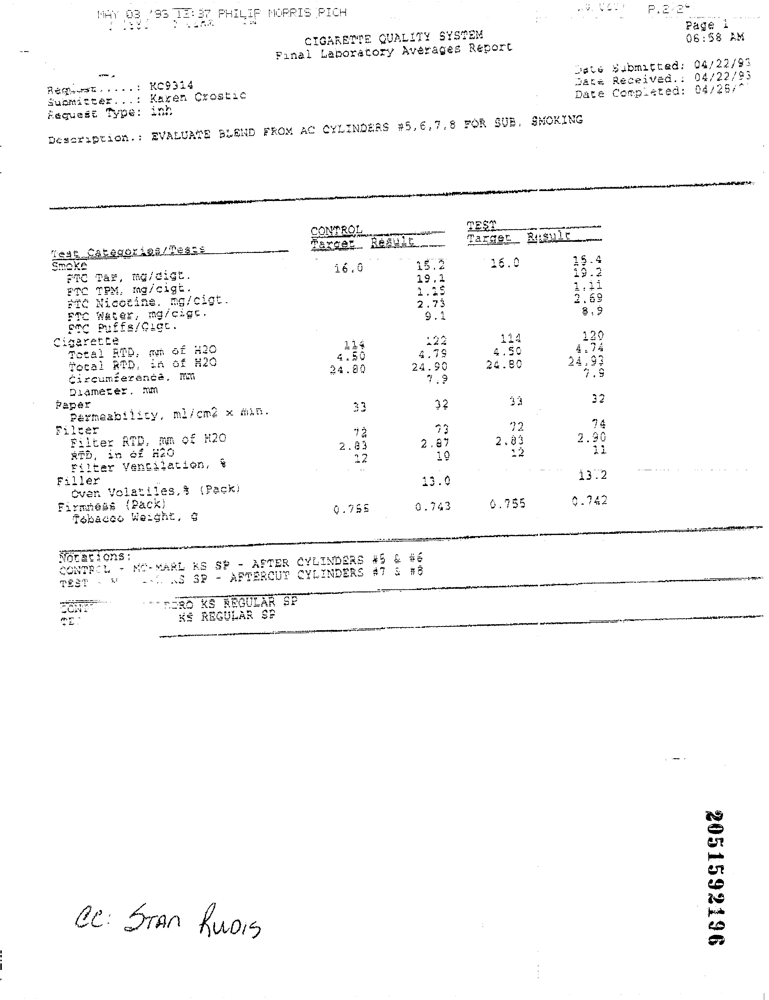 MAY 03 '93 13:37 PHILIP MORRIS RICH P.2/2
Page 1
CIGARETTE QUALITY SYSTEM 06:58 AM
Final Laboratory Averages Report
Request.....: KC9314 Date Submitted: 04/22/93
Submitter...: Karen Crostic Date Received.: 04/22/93
Request Type: inh Date Completed: 04/28/
Description.: EVALUATE BLEND FROM AC CYLINDERS #5,6,7,8 FOR SUB. SMOKING
CONTROL TEST
Test Categories/Tests Target Result Target Result
Smoke
FTC Tar, mg/cigt. 16.0 15.2 16.0 15.4
FTC TPM, mg/cigt. 19.1 19.2
FTC Nicotine, mg/cigt. 1.15 1.11
FTC Water, mg/cigt. 2.73 2.69
FTC Puffs/Cigt. 9.1 8.9
Cigarette
Total RTD, mm of H2O 114 122 114 120
Total RTD, in of H2O 4.50 4.79 4.50 4.74
Circumference, mm 24.80 24.90 24.80 24.93
Diameter, mm 7.9 7.9
Paper
Permeability, ml/cm2 x min. 33 32 33 32
Filter
Filter RTD, mm of H2O 72 73 72 74
RTD, in of H2O 2.83 2.87 2.83 2.90
Filter Ventilation, % 12 10 12 11
Filler
Oven Volatiles,% (Pack) 13.0 13.2
Firmness (Pack)
Tobacco Weight, g 0.755 0.743 0.755 0.742
Notations:
CONTROL - MC-MARL KS SP - AFTER CYLINDERS #5 & #6
TEST - KS SP - AFTERCUT CYLINDERS #7 & #8
CONT KS REGULAR SP
TE KS REGULAR SP
2051592196
CC: STAN RUDIS